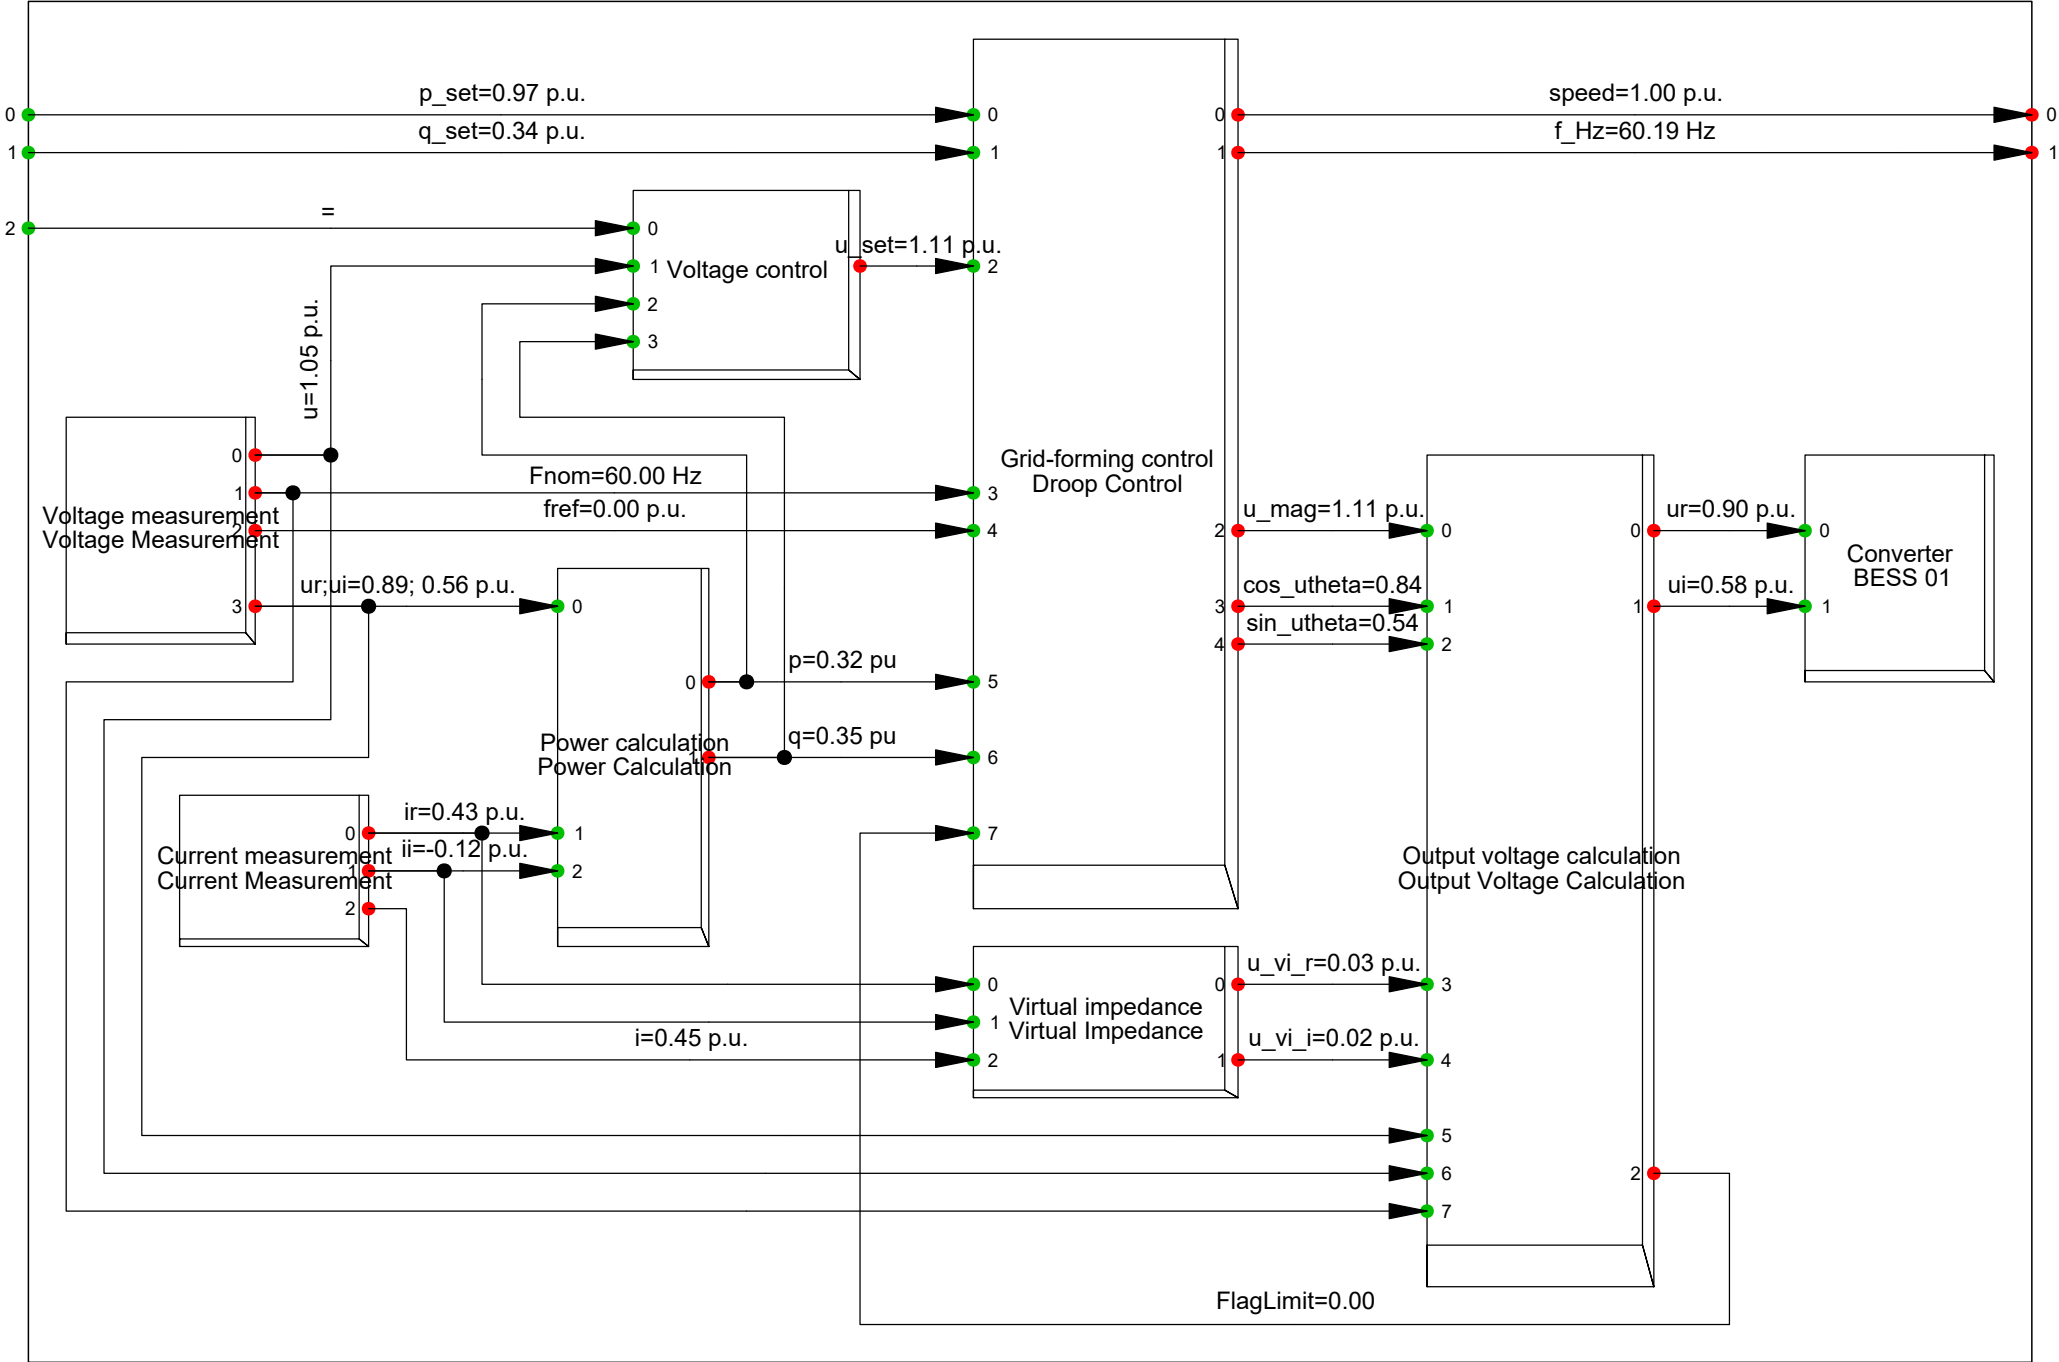 p_set=0.97 p.u.
speed=1.00 p.u.
0
0
0
0
q_set=0.34 p.u.
f_Hz=60.19 Hz
1
1
1
1
=
2
0
u_set=1.11 p.u.
1
Voltage control
2
2
3
u=1.05 p.u.
0
Grid-forming control
Droop Control
Fnom=60.00 Hz
1
3
fref=0.00 p.u.
Voltage measurement
Voltage Measurement
2
4
u_mag=1.11 p.u.
2
0
ur=0.90 p.u.
0
0
Converter
BESS 01
ur;ui=0.89; 0.56 p.u.
3
0
cos_utheta=0.84
3
1
ui=0.58 p.u.
1
1
sin_utheta=0.54
4
2
p=0.32 pu
0
5
Power calculation
Power Calculation
1
q=0.35 pu
6
ir=0.43 p.u.
0
1
7
ii=-0.12 p.u.
Current measurement
Current Measurement
1
2
2
Output voltage calculation
Output Voltage Calculation
u_vi_r=0.03 p.u.
0
0
3
Virtual impedance
Virtual Impedance
1
i=0.45 p.u.
2
u_vi_i=0.02 p.u.
1
4
5
6
2
7
FlagLimit=0.00